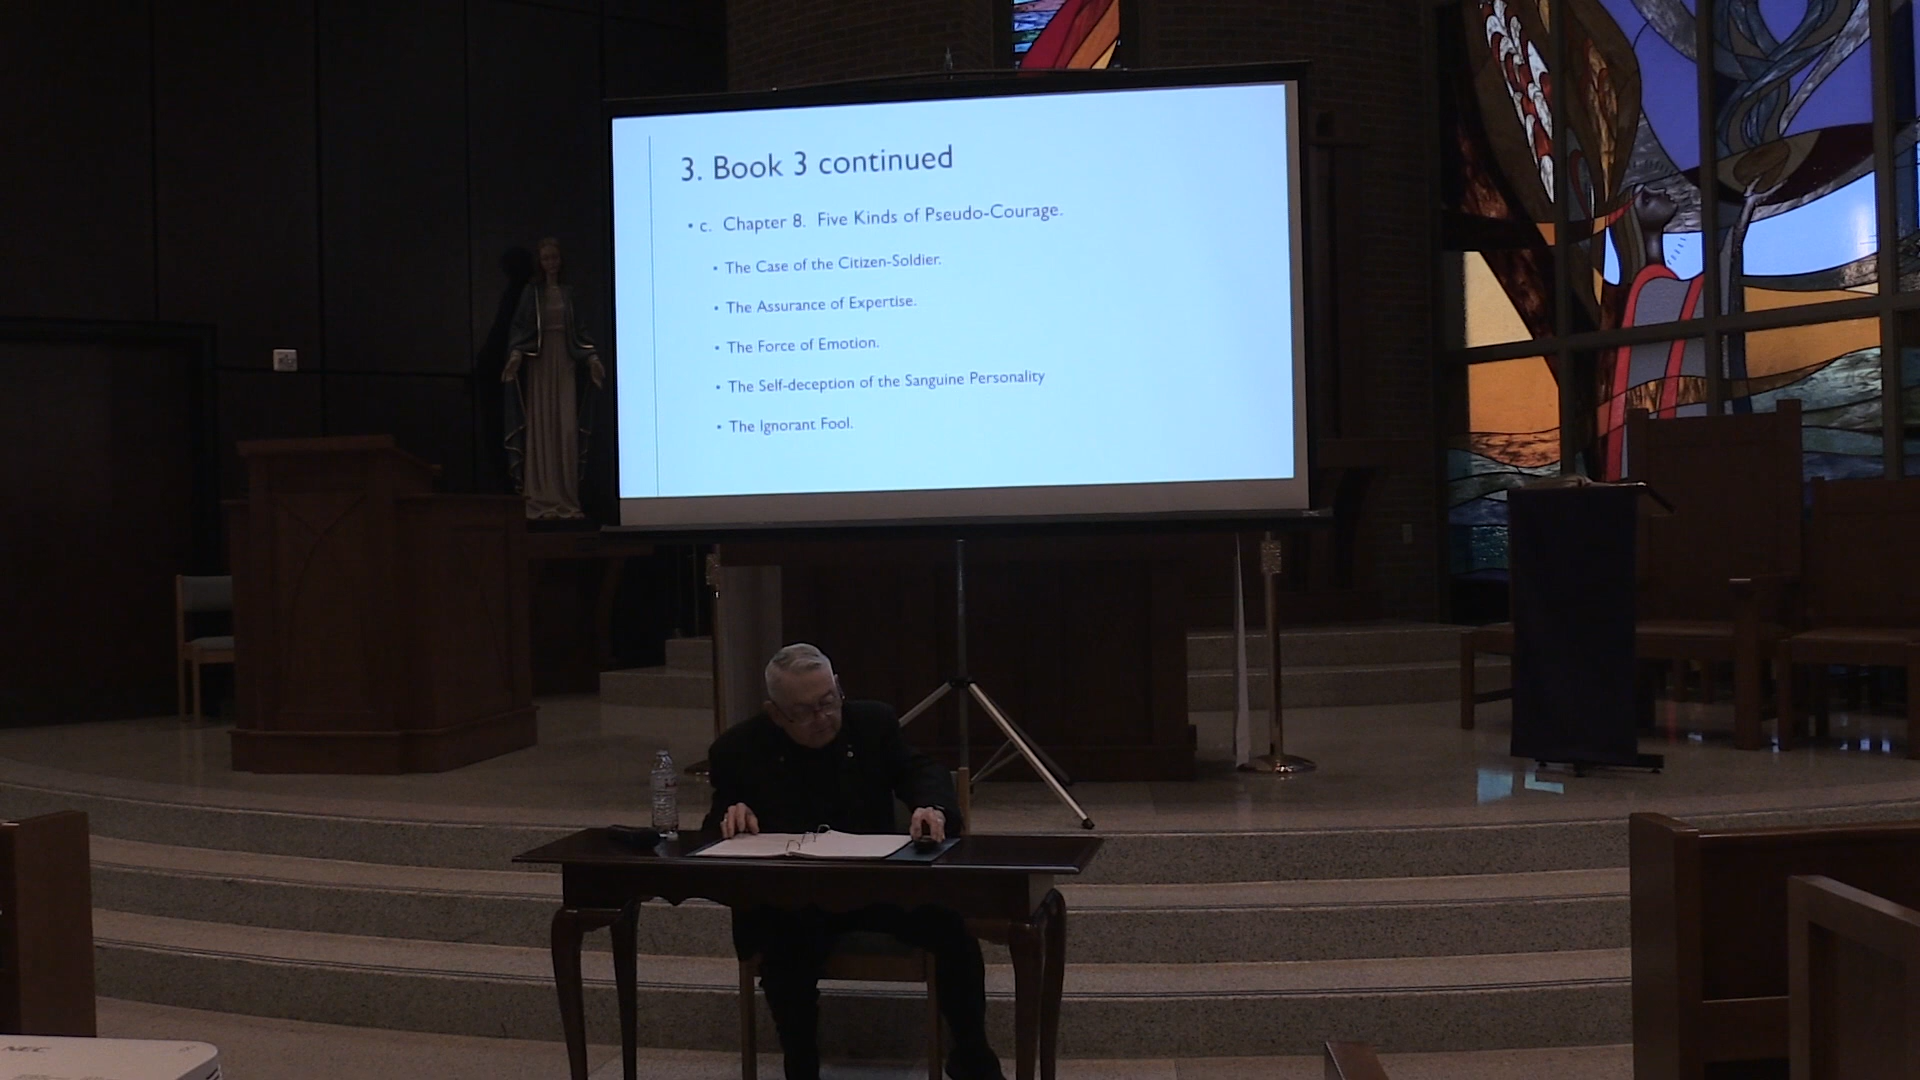 3. Book 3 continued
• c. Chapter 8. Five Kinds of Pseudo-Courage.
• The Case of the Citizen-Soldier.
• The Assurance of Expertise.
• The Force of Emotion.
• The Self-deception of the Sanguine Personality
• The Ignorant Fool.
NEC